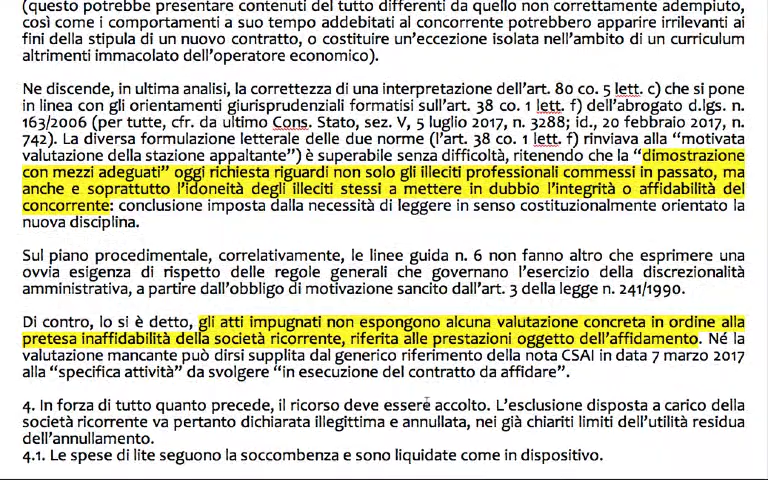 (questo potrebbe presentare contenuti del tutto differenti da quello non correttamente adempiuto,
così come i comportamenti a suo tempo addebitati al concorrente potrebbero apparire irrilevanti ai
fini della stipula di un nuovo contratto, o costituire un'eccezione isolata nell'ambito di un curriculum
altrimenti immacolato dell'operatore economico).
Ne discende, in ultima analisi, la correttezza di una interpretazione dell'art. 80 co. 5 lett. c) che si pone
in linea con gli orientamenti giurisprudenziali formatisi sull'art. 38 co. 1 lett. f) dell'abrogato d.lgs. n.
163/2006 (per tutte, cfr. da ultimo Cons. Stato, sez. V, 5 luglio 2017, n. 3288; id., 20 febbraio 2017, n.
742). La diversa formulazione letterale delle due norme (l'art. 38 co. 1 lett. f) rinviava alla "motivata
valutazione della stazione appaltante") è superabile senza difficoltà, ritenendo che la "dimostrazione
con mezzi adeguati" oggi richiesta riguardi non solo gli illeciti professionali commessi in passato, ma
anche e soprattutto l'idoneità degli illeciti stessi a mettere in dubbio l'integrità o affidabilità del
concorrente: conclusione imposta dalla necessità di leggere in senso costituzionalmente orientato la
nuova disciplina.
Sul piano procedimentale, correlativamente, le linee guida n. 6 non fanno altro che esprimere una
ovvia esigenza di rispetto delle regole generali che governano l'esercizio della discrezionalità
amministrativa, a partire dall'obbligo di motivazione sancito dall'art. 3 della legge n. 241/1990.
Di contro, lo si è detto, gli atti impugnati non espongono alcuna valutazione concreta in ordine alla
pretesa inaffidabilità della società ricorrente, riferita alle prestazioni oggetto dell'affidamento. Né la
valutazione mancante può dirsi supplita dal generico riferimento della nota CSAI in data 7 marzo 2017
alla "specifica attività" da svolgere "in esecuzione del contratto da affidare".
4. In forza di tutto quanto precede, il ricorso deve essere accolto. L'esclusione disposta a carico della
società ricorrente va pertanto dichiarata illegittima e annullata, nei già chiariti limiti dell'utilità residua
dell'annullamento.
4.1. Le spese di lite seguono la soccombenza e sono liquidate come in dispositivo.